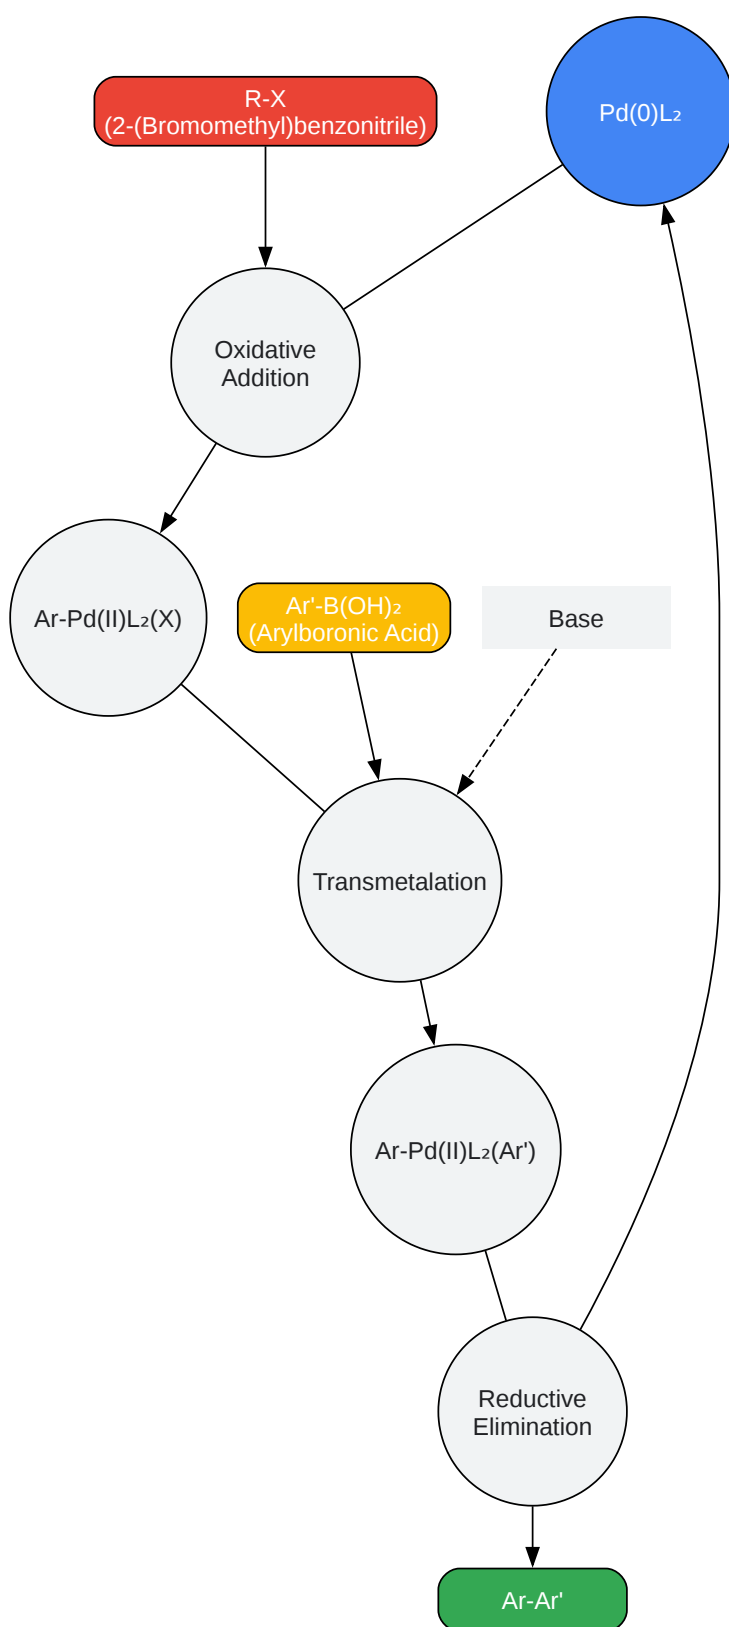 R-X
(2-(Bromomethyl)benzonitrile)
Pd(0)L₂
Oxidative
Addition
Ar-Pd(II)L₂(X)
Ar'-B(OH)₂
(Arylboronic Acid)
Base
Transmetalation
Ar-Pd(II)L₂(Ar')
Reductive
Elimination
Ar-Ar'